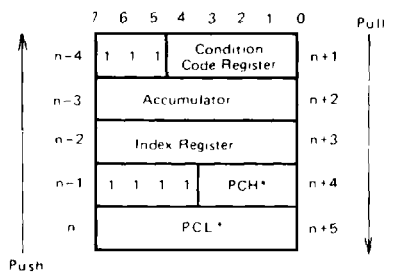 7 6 5 4 3 2 1 0
Pull
n-4 1 1 1 Condition Code Register n+1
n-3 Accumulator n+2
n-2 Index Register n+3
n-1 1 1 1 1 PCH* n+4
n PCL* n+5
Push